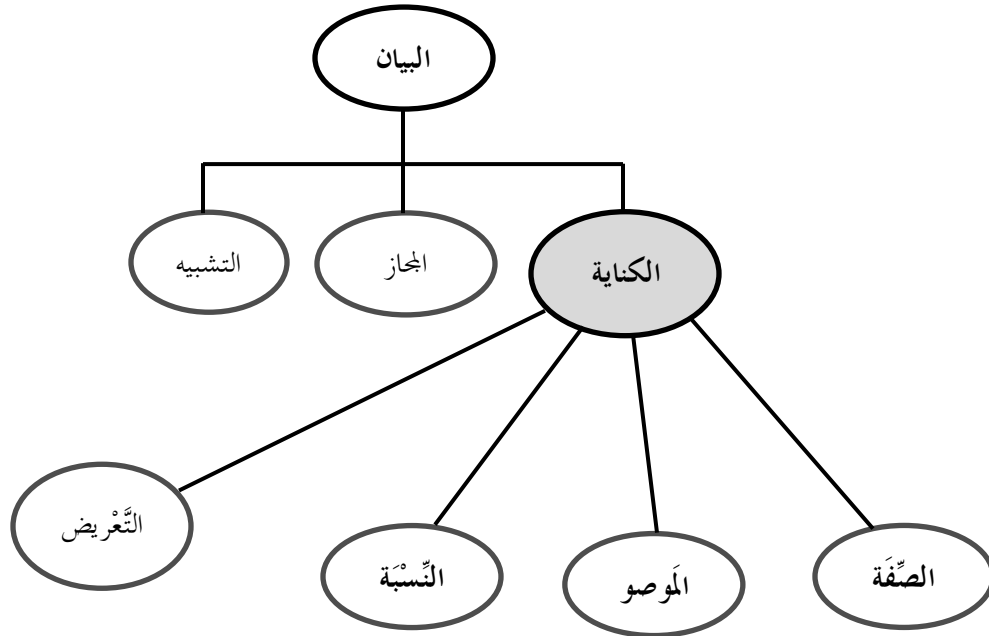 البيان
الكناية
المجاز
التشبيه
الصِّفَة
المَوصو
النِّسْبَة
التَّعْريض